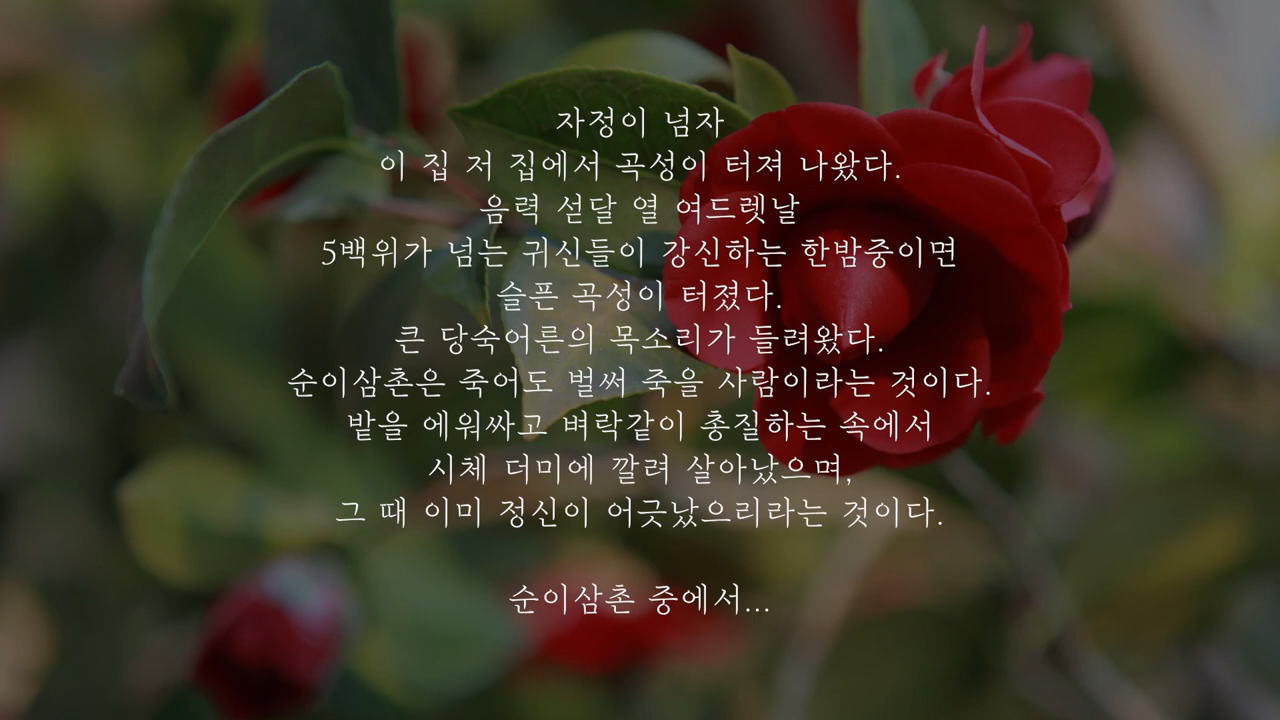 자정이 넘자
이 집 저 집에서 곡성이 터져 나왔다.
음력 섣달 열 여드렛날
5백위가 넘는 귀신들이 강신하는 한밤중이면
슬픈 곡성이 터졌다.
큰 당숙어른의 목소리가 들려왔다.
순이삼촌은 죽어도 벌써 죽을 사람이라는 것이다.
밭을 에워싸고 벼락같이 총질하는 속에서
시체 더미에 깔려 살아났으며,
그 때 이미 정신이 어긋났으리라는 것이다.
순이삼촌 중에서...